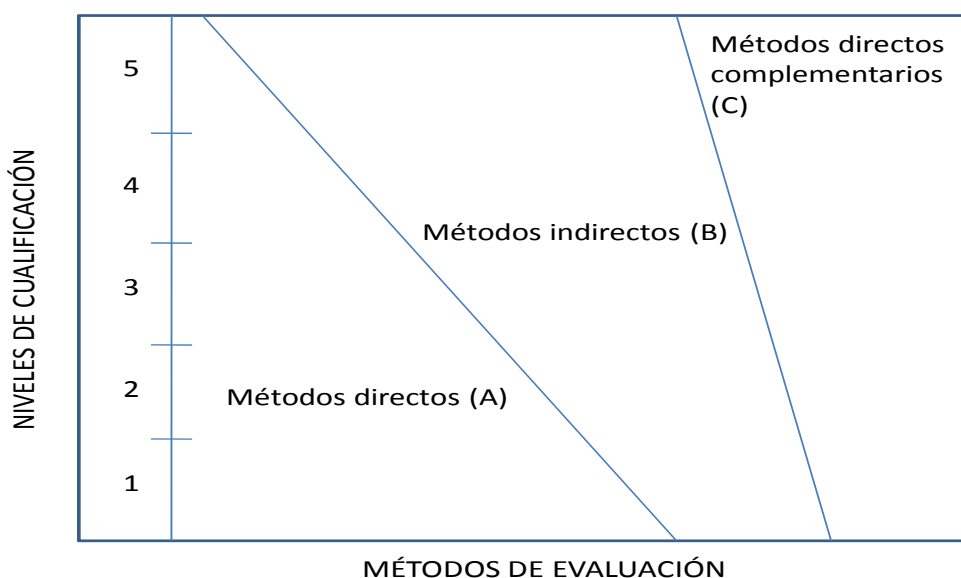 NIVELES DE CUALIFICACIÓN
5
4
3
2
1
Métodos directos
complementarios
(C)
Métodos indirectos (B)
Métodos directos (A)
MÉTODOS DE EVALUACIÓN